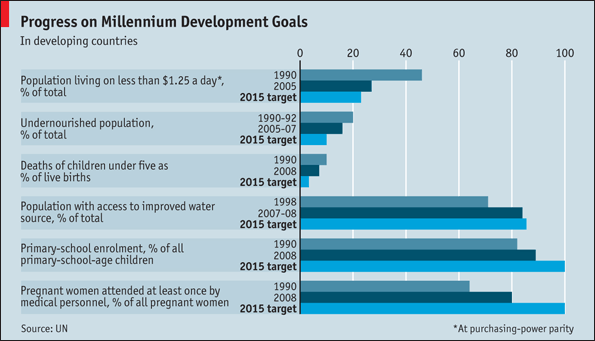 Progress on Millennium Development Goals
In developing countries
0 20 40 60 80 100
Population living on less than $1.25 a day*,
% of total
1990
2005
2015 target
Undernourished population,
% of total
1990-92
2005-07
2015 target
Deaths of children under five as
% of live births
1990
2008
2015 target
Population with access to improved water
source, % of total
1998
2007-08
2015 target
Primary-school enrolment, % of all
primary-school-age children
1990
2008
2015 target
Pregnant women attended at least once by
medical personnel, % of all pregnant women
1990
2008
2015 target
Source: UN
*At purchasing-power parity